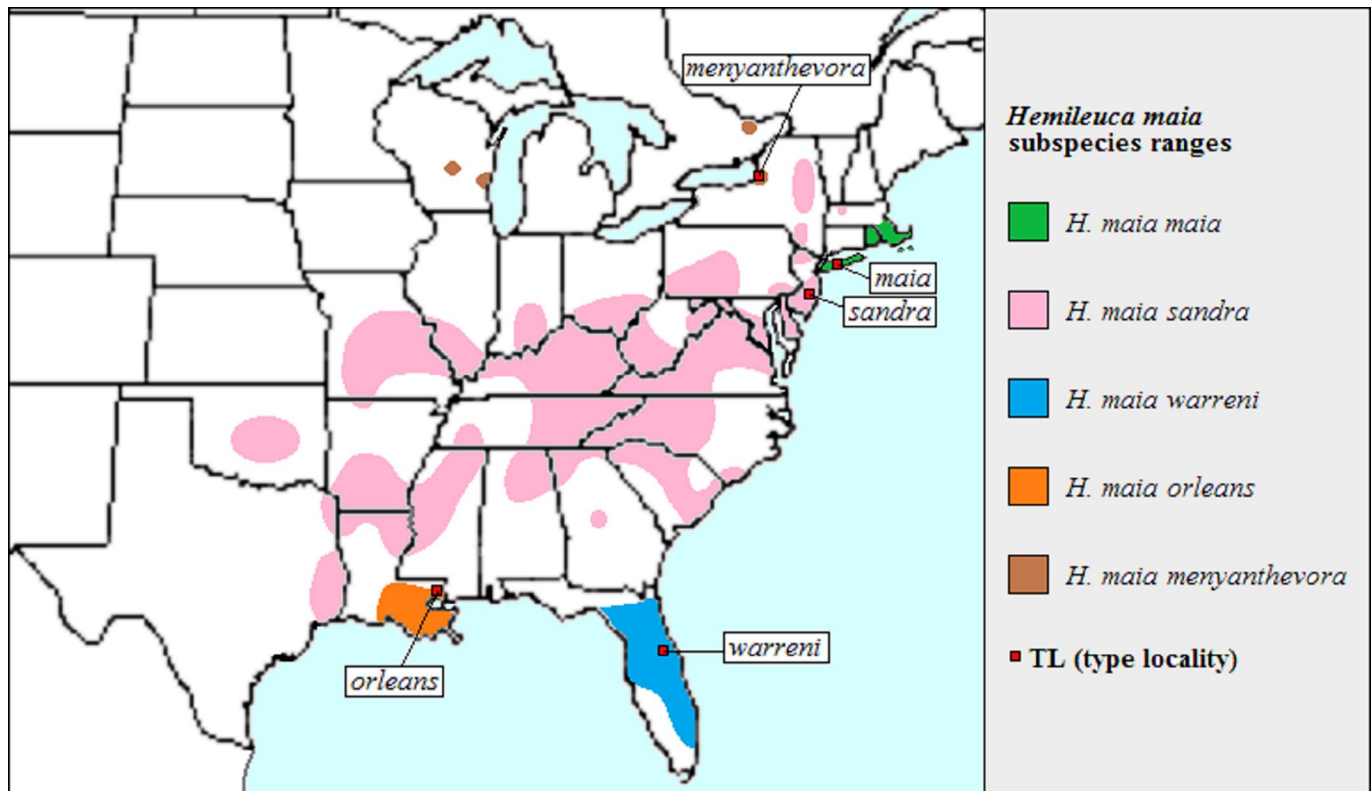 menyanthevora
maia
sandra
warreni
orleans
Hemileuca maia
subspecies ranges
H. maia maia
H. maia sandra
H. maia warreni
H. maia orleans
H. maia menyanthevora
TL (type locality)